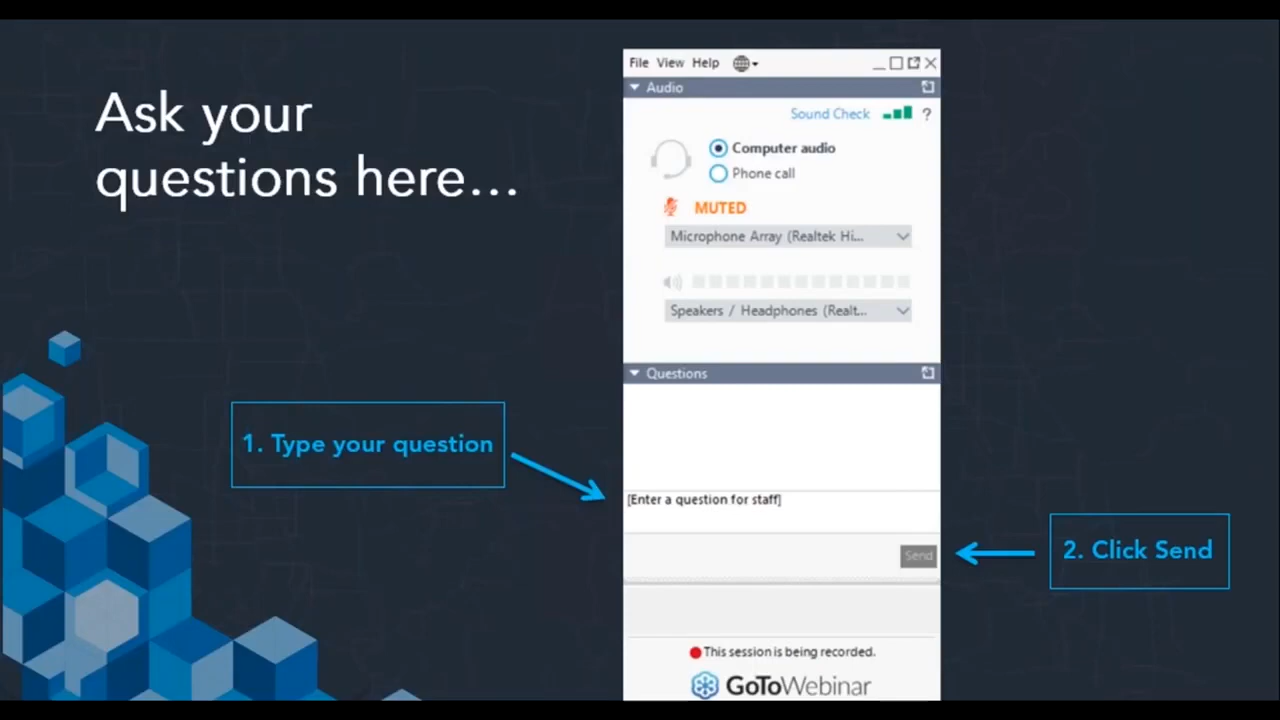 Ask your
questions here...
File View Help
Audio
Sound Check ?
Computer audio
Phone call
MUTED
Microphone Array (Realtek Hi...
Speakers / Headphones (Realt...
Questions
1. Type your question
[Enter a question for staff]
Send
2. Click Send
This session is being recorded.
GoToWebinar